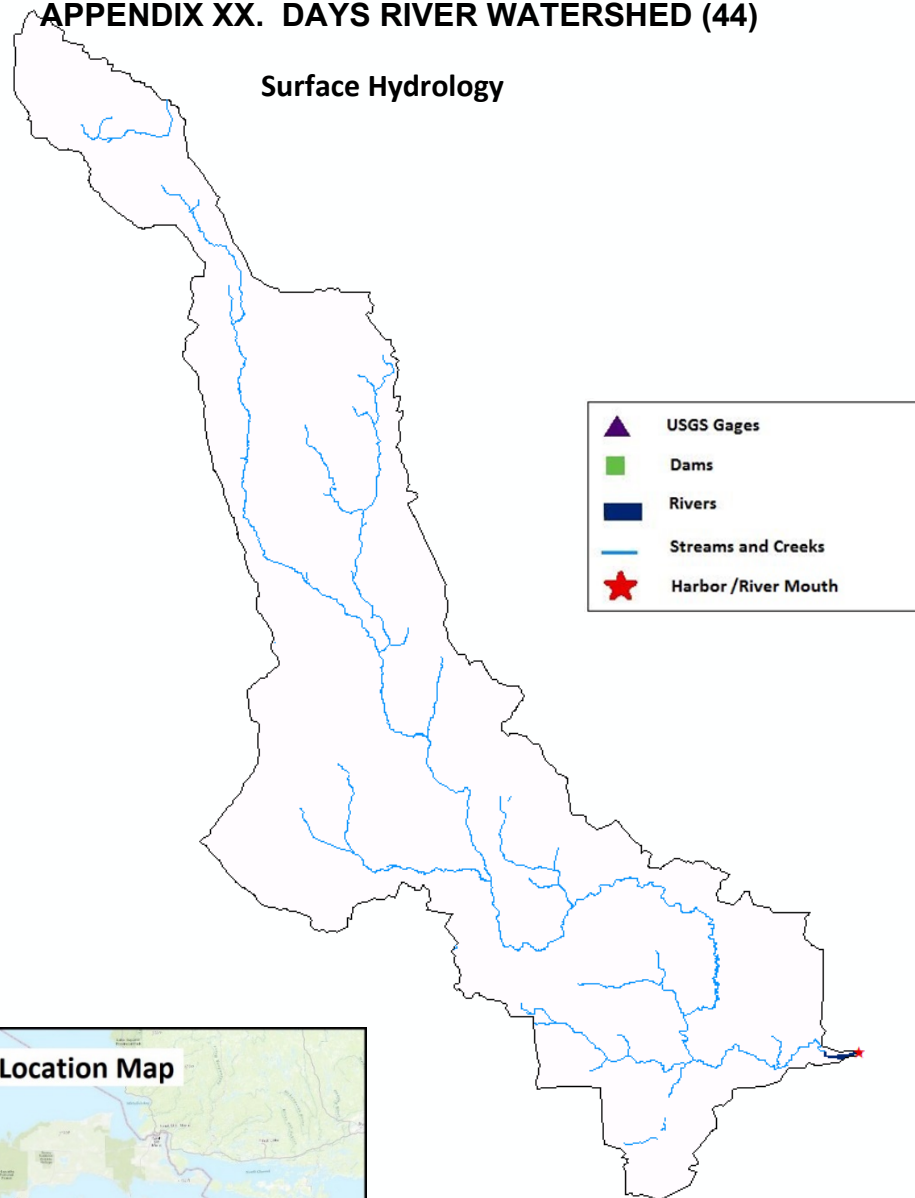 APPENDIX XX. DAYS RIVER WATERSHED (44)
Surface Hydrology
USGS Gages
Dams
Rivers
Streams and Creeks
Harbor /River Mouth
Location Map